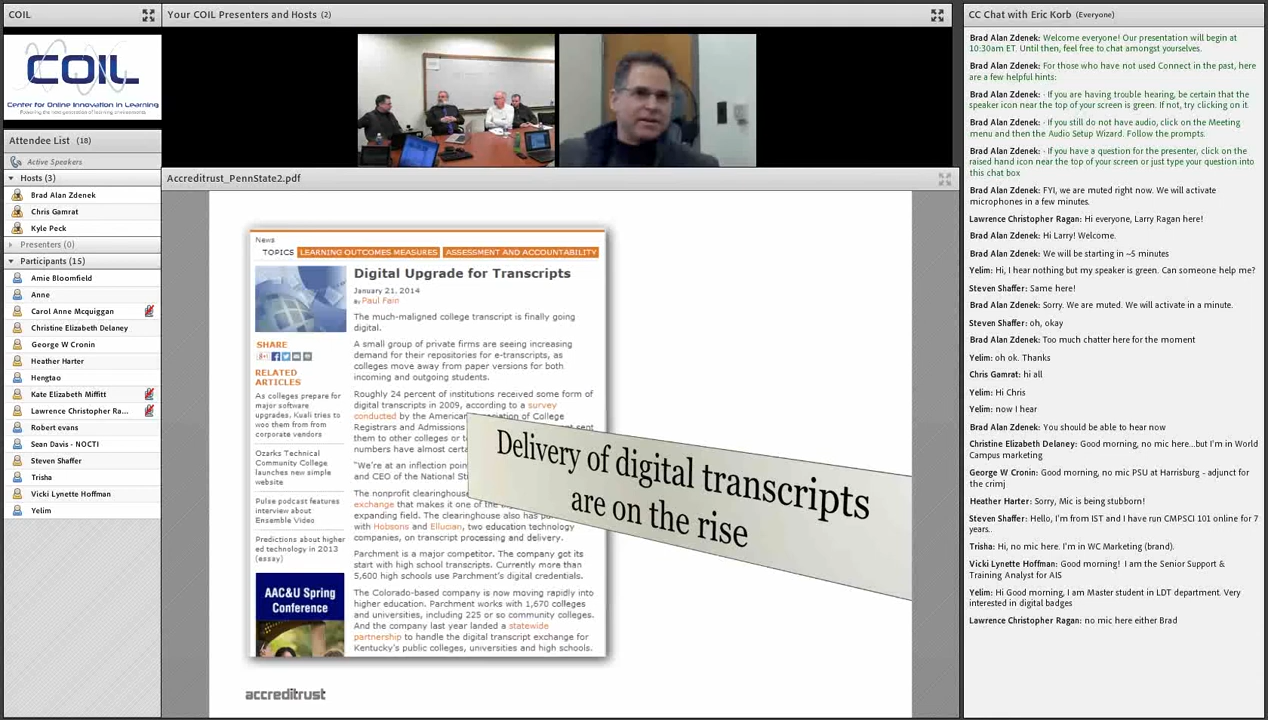 COIL
COIL
Center for Online Innovation in Learning
Attendee List (18)
Active Speakers
Hosts (3)
Brad Alan Zdenek
Chris Gamrat
Kyle Peck
Presenters (0)
Participants (15)
Amie Bloomfield
Anne
Carol Anne Mcquiggan
Christine Elizabeth Delaney
George W Cronin
Heather Harter
Hengtao
Kate Elizabeth Miffitt
Lawrence Christopher Ra...
Robert evans
Sean Davis - NOCTI
Steven Shaffer
Trisha
Vicki Lynette Hoffman
Yelim
Your COIL Presenters and Hosts (2)
Accreditrust_PennState2.pdf
News
TOPICS LEARNING OUTCOMES MEASURES ASSESSMENT AND ACCOUNTABILITY
Digital Upgrade for Transcripts
January 21, 2014
By Paul Fain
The much-maligned college transcript is finally going
digital.
A small group of private firms are seeing increasing
demand for their repositories for e-transcripts, as
colleges move away from paper versions for both
incoming and outgoing students.
Roughly 24 percent of institutions received some form of
digital transcripts in 2009, according to a survey
conducted by the American Association of College
Registrars and Admissions sent
them to other colleges or
numbers have almost
"We're at an inflection
and CEO of the National
The nonprofit clearinghouse
exchange that makes it one of the
expanding field. The clearinghouse also has
with Hobsons and Ellucian, two education technology
companies, on transcript processing and delivery.
Parchment is a major competitor. The company got its
start with high school transcripts. Currently more than
5,600 high schools use Parchment's digital credentials.
The Colorado-based company is now moving rapidly into
higher education. Parchment works with 1,670 colleges
and universities, including 225 or so community colleges.
And the company last year landed a statewide
partnership to handle the digital transcript exchange for
Kentucky's public colleges, universities and high schools.
SHARE
RELATED
ARTICLES
As colleges prepare for
major software
upgrades, Kuali tries to
woo them from from
corporate vendors
Ozarks Technical
Community College
launches new simple
website
Pulse podcast features
interview about
Ensemble Video
Predictions about higher
ed technology in 2013
(essay)
AAC&U Spring
Conference
Delivery of digital transcripts
are on the rise
accreditrust
CC Chat with Eric Korb (Everyone)
Brad Alan Zdenek: Welcome everyone! Our presentation will begin at
10:30am ET. Until then, feel free to chat amongst yourselves.
Brad Alan Zdenek: For those who have not used Connect in the past, here
are a few helpful hints:
Brad Alan Zdenek: · If you are having trouble hearing, be certain that the
speaker icon near the top of your screen is green. If not, try clicking on it.
Brad Alan Zdenek: · If you still do not have audio, click on the Meeting
menu and then the Audio Setup Wizard. Follow the prompts.
Brad Alan Zdenek: · If you have a question for the presenter, click on the
raised hand icon near the top of your screen or just type your question into
this chat box
Brad Alan Zdenek: FYI, we are muted right now. We will activate
microphones in a few minutes.
Lawrence Christopher Ragan: Hi everyone, Larry Ragan here!
Brad Alan Zdenek: Hi Larry! Welcome.
Brad Alan Zdenek: We will be starting in ~5 minutes
Yelim: Hi, I hear nothing but my speaker is green. Can someone help me?
Steven Shaffer: Same here!
Brad Alan Zdenek: Sorry. We are muted. We will activate in a minute.
Steven Shaffer: oh, okay
Brad Alan Zdenek: Too much chatter here for the moment
Yelim: oh ok. Thanks
Chris Gamrat: hi all
Yelim: Hi Chris
Yelim: now I hear
Brad Alan Zdenek: You should be able to hear now
Christine Elizabeth Delaney: Good morning, no mic here...but I'm in World
Campus marketing
George W Cronin: Good morning, no mic PSU at Harrisburg - adjunct for
the crimj
Heather Harter: Sorry, Mic is being stubborn!
Steven Shaffer: Hello, I'm from IST and I have run CMPSCI 101 online for 7
years..
Trisha: Hi, no mic here. I'm in WC Marketing (brand).
Vicki Lynette Hoffman: Good morning! I am the Senior Support &
Training Analyst for AIS
Yelim: Hi Good morning, I am Master student in LDT department. Very
interested in digital badges
Lawrence Christopher Ragan: no mic here either Brad